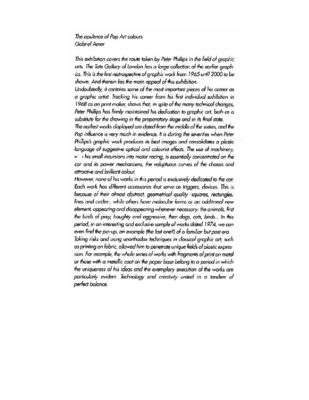 The opulence of Pop Art colours
Gabriel Asner
This exhibition covers the route taken by Peter Phillips in the field of graphic
arts. The Tate Gallery of London has a large collection of the earlier graph-
ics. This is the first retrospective of graphic work from 1965 until 2000 to be
shown. And therein lies the main appeal of this exhibition.
Undoubtedly, it contains some of the most important pieces of his career as
a graphic artist. Tracking his career from his first individual exhibition in
1968 as an print maker, shows that, in spite of the many technical changes,
Peter Phillips has firmly maintained his dedication to graphic art, both as a
substitute for the drawing in the preparatory stage and in its final state.
The earliest works displayed are dated from the middle of the sixties, and the
Pop influence is very much in evidence. It is during the seventies when Peter
Phillips's graphic work produces its best images and consolidates a plastic
language of suggestive optical and colourist effects. The use of machinery,
his small incursions into motor racing, is essentially concentrated on the
car and its power mechanisms, the voluptuous curves of the chassis and
attractive and brilliant colour.
However, none of his works in this period is exclusively dedicated to the car.
Each work has different accessories that serve as triggers, devices. This is
because of their almost abstract, geometrical quality -squares, rectangles,
lines and circles-, while others have molecular forms or an additional new
element, appearing and disappearing whenever necessary: the animals, first
the birds of prey, haughty and aggressive, then dogs, cats, birds... In this
period, in an interesting and exclusive sample of works dated 1974, we can
even find the pin-up, an example (the last one?) of a familiar but past era.
Taking risks and using unorthodox techniques in classical graphic art, such
as printing on fabric, allowed him to penetrate unique fields of plastic expres-
sion. For example, the whole series of works with fragments of print on metal
or those with a metallic coat on the paper base belong to a period in which
the uniqueness of his ideas and the exemplary execution of the works are
particularly evident. Technology and creativity united in a tandem of
perfect balance.